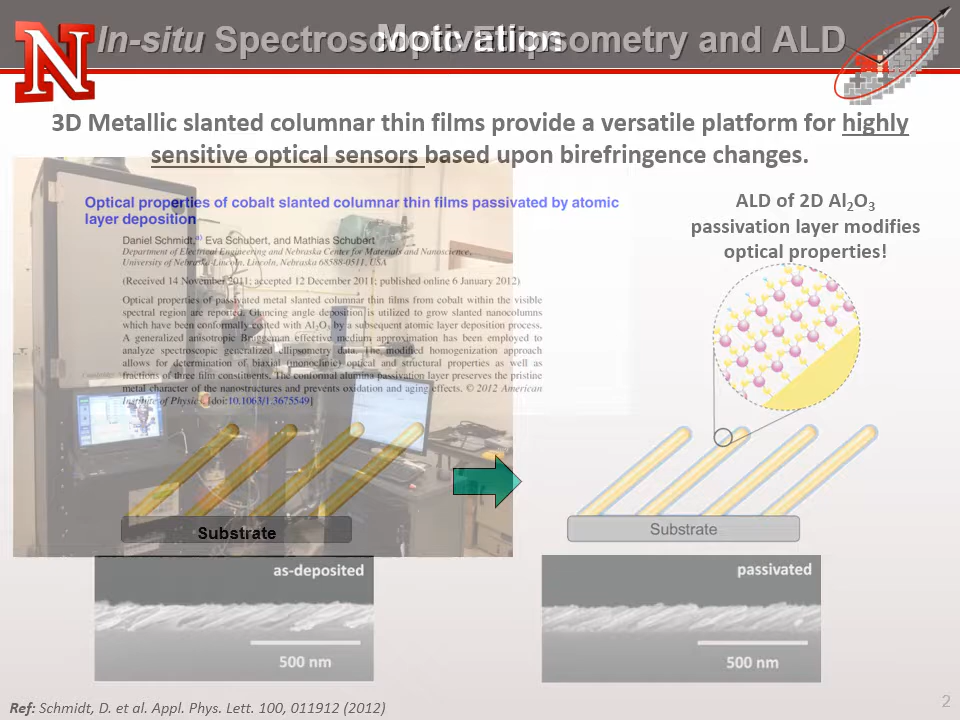 In-situ Spectroscopic Ellipsometry and ALD
Motivation
N
3D Metallic slanted columnar thin films provide a versatile platform for highly
sensitive optical sensors based upon birefringence changes.
Optical properties of cobalt slanted columnar thin films passivated by atomic
layer deposition
Daniel Schmidt,a) Eva Schubert, and Mathias Schubert
Department of Electrical Engineering and Nebraska Center for Materials and Nanoscience,
University of Nebraska-Lincoln, Lincoln, Nebraska 68588-0511, USA
(Received 14 November 2011; accepted 12 December 2011; published online 6 January 2012)
Optical properties of passivated metal slanted columnar thin films from cobalt within the visible
spectral region are reported. Glancing angle deposition is utilized to grow slanted nanocolumns
which have been conformally coated with Al2O3 by a subsequent atomic layer deposition process.
A generalized anisotropic Bruggeman effective medium approximation has been employed to
analyze spectroscopic generalized ellipsometry data. The modified homogenization approach
allows for determination of biaxial (monoclinic) optical and structural properties as well as
fractions of three film constituents. The conformal alumina passivation layer preserves the pristine
metal character of the nanostructures and prevents oxidation and aging effects. © 2012 American
Institute of Physics. [doi:10.1063/1.3675549]
ALD of 2D Al₂O₃
passivation layer modifies
optical properties!
Substrate
Substrate
as-deposited
500 nm
passivated
500 nm
Ref: Schmidt, D. et al. Appl. Phys. Lett. 100, 011912 (2012)
2